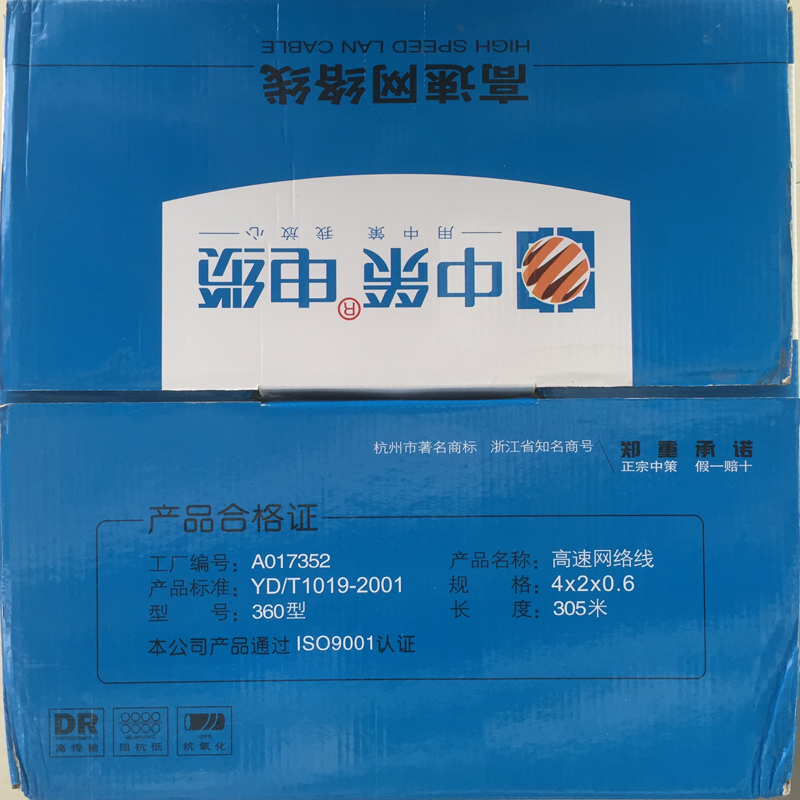 HIGH SPEED LAN CABLE
高速网络线
用中策 我放心
中策电缆®
杭州市著名商标 浙江省知名商号
郑重承诺
正宗中策 假一赔十
产品合格证
工厂编号：A017352
产品名称：高速网络线
产品标准：YD/T1019-2001
规 格：4x2x0.6
型 号：360型
长 度：305米
本公司产品通过 ISO9001认证
DR
高传输
阻抗低
抗氧化